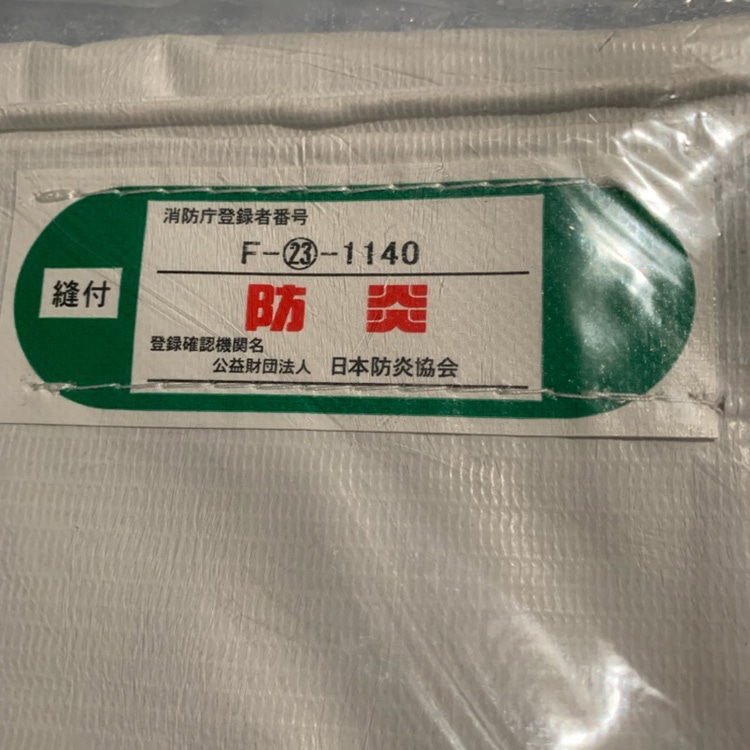 消防庁登録者番号
F-㉓-1140
縫付
防 炎
登録確認機関名
公益財団法人 日本防炎協会